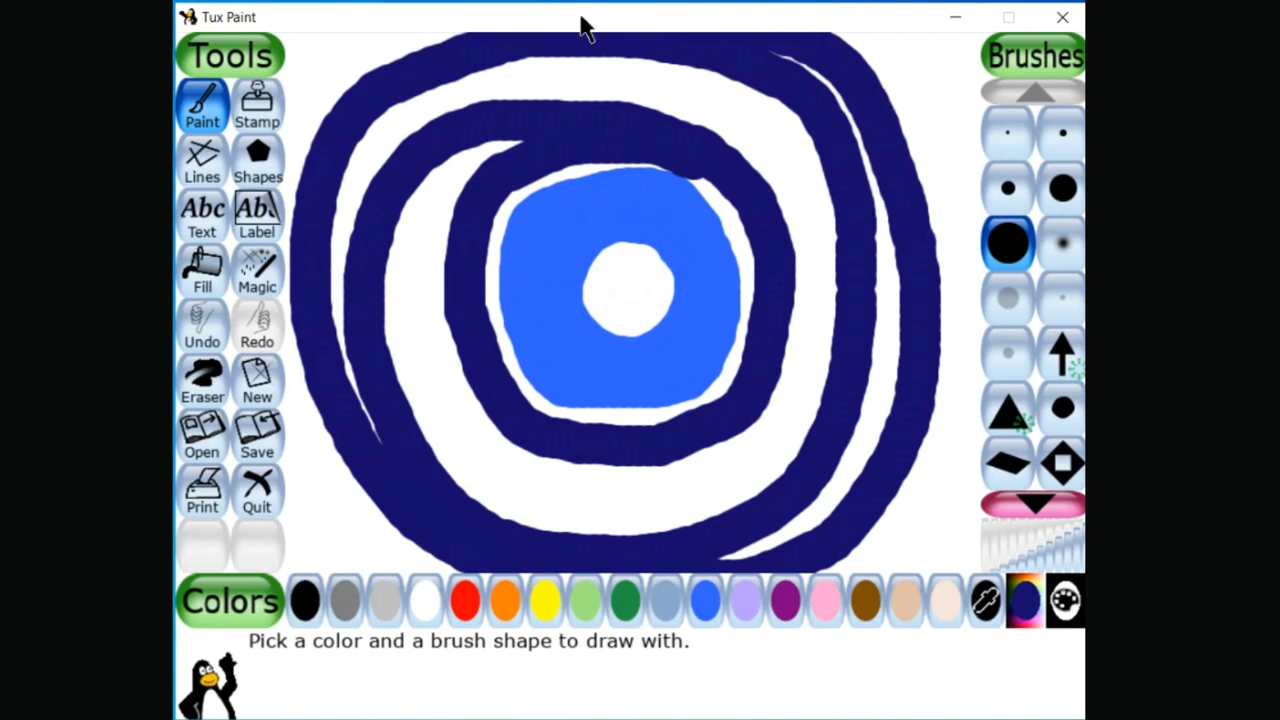 Tux Paint
Tools
Brushes
Paint
Stamp
Lines
Shapes
Abc
Text
Abc
Label
Fill
Magic
Undo
Redo
Eraser
New
Open
Save
Print
Quit
Colors
Pick a color and a brush shape to draw with.